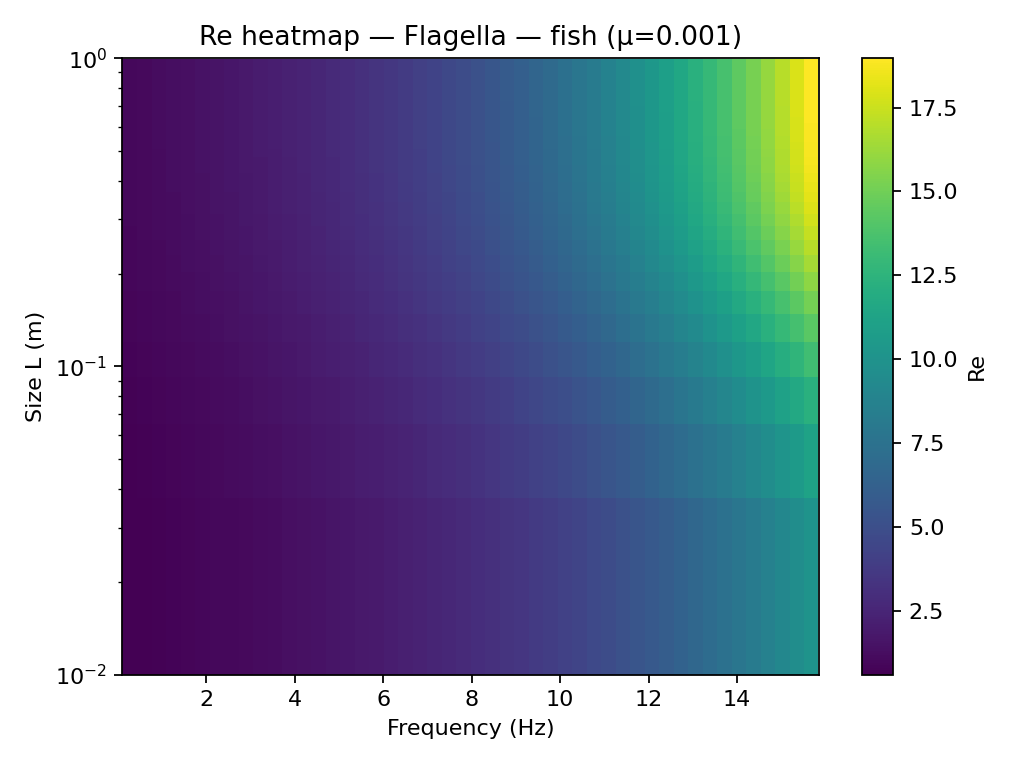 Re heatmap — Flagella — fish (μ=0.001)
10⁰
10⁻¹
10⁻²
Size L (m)
2 4 6 8 10 12 14
Frequency (Hz)
17.5
15.0
12.5
10.0
7.5
5.0
2.5
Re